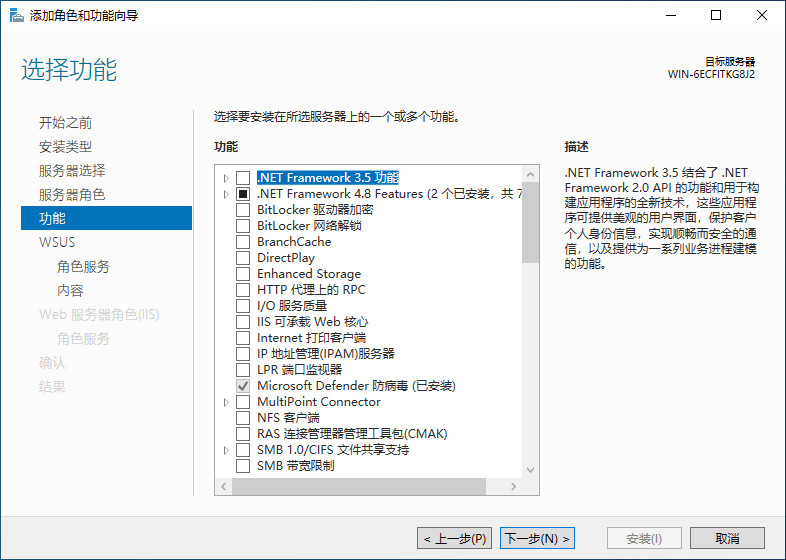 添加角色和功能向导
选择功能
目标服务器
WIN-6ECFITKG8J2
开始之前
安装类型
服务器选择
服务器角色
功能
WSUS
角色服务
内容
Web 服务器角色(IIS)
角色服务
确认
结果
选择要安装在所选服务器上的一个或多个功能。
功能
.NET Framework 3.5 功能
.NET Framework 4.8 Features (2 个已安装，共 7
BitLocker 驱动器加密
BitLocker 网络解锁
BranchCache
DirectPlay
Enhanced Storage
HTTP 代理上的 RPC
I/O 服务质量
IIS 可承载 Web 核心
Internet 打印客户端
IP 地址管理(IPAM)服务器
LPR 端口监视器
Microsoft Defender 防病毒 (已安装)
MultiPoint Connector
NFS 客户端
RAS 连接管理器管理工具包(CMAK)
SMB 1.0/CIFS 文件共享支持
SMB 带宽限制
描述
.NET Framework 3.5 结合了 .NET
Framework 2.0 API 的功能和用于构
建应用程序的全新技术，这些应用程
序可提供美观的用户界面，保护客户
个人身份信息，实现顺畅而安全的通
信，以及提供为一系列业务进程建模
的功能。
< 上一步(P)
下一步(N) >
安装(I)
取消